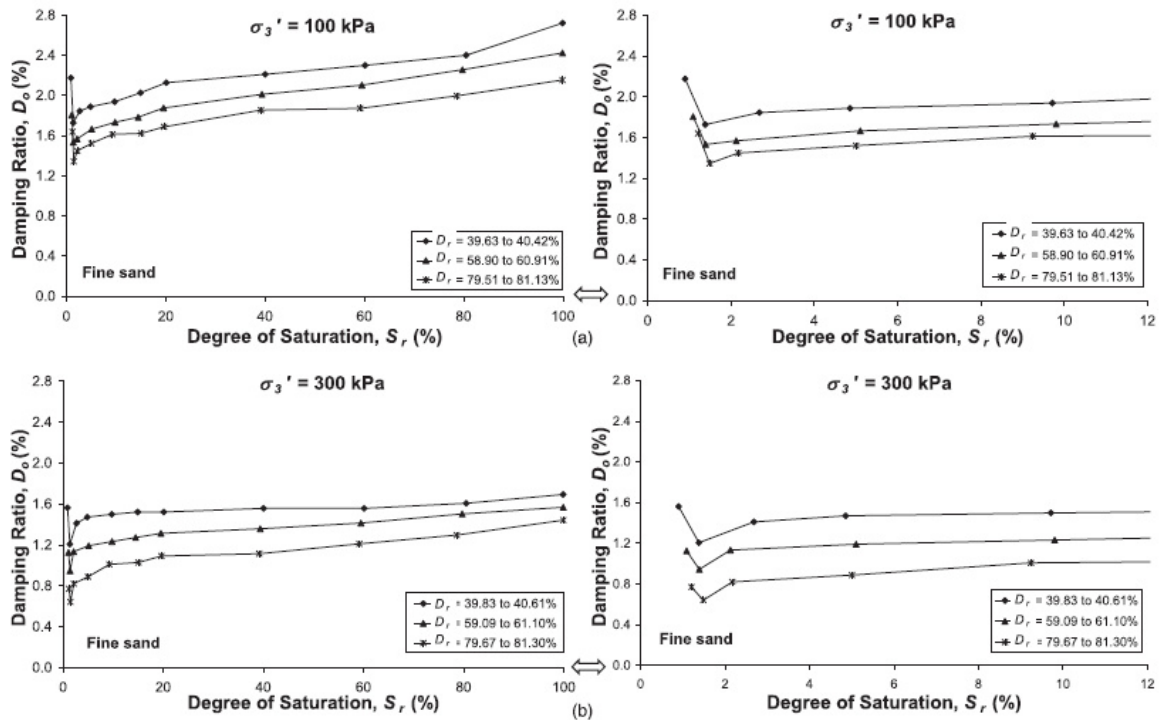 σ3′ = 100 kPa
Damping Ratio, Do (%)
2.8
2.4
2.0
1.6
1.2
0.8
0.4
0.0
Dr = 39.63 to 40.42%
Dr = 58.90 to 60.91%
Dr = 79.51 to 81.13%
Fine sand
0 20 40 60 80 100
Degree of Saturation, Sr (%)
(a)
σ3′ = 100 kPa
Damping Ratio, Do (%)
2.8
2.4
2.0
1.6
1.2
0.8
0.4
0.0
Dr = 39.63 to 40.42%
Dr = 58.90 to 60.91%
Dr = 79.51 to 81.13%
Fine sand
0 2 4 6 8 10 12
Degree of Saturation, Sr (%)
σ3′ = 300 kPa
Damping Ratio, Do (%)
2.8
2.4
2.0
1.6
1.2
0.8
0.4
0.0
Dr = 39.83 to 40.61%
Dr = 59.09 to 61.10%
Dr = 79.67 to 81.30%
Fine sand
0 20 40 60 80 100
Degree of Saturation, Sr (%)
(b)
σ3′ = 300 kPa
Damping Ratio, Do (%)
2.8
2.4
2.0
1.6
1.2
0.8
0.4
0.0
Dr = 39.83 to 40.61%
Dr = 59.09 to 61.10%
Dr = 79.67 to 81.30%
Fine sand
0 2 4 6 8 10 12
Degree of Saturation, Sr (%)